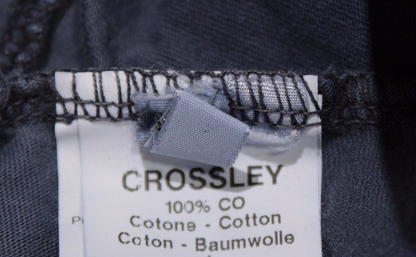 CROSSLEY
100% CO
Cotone - Cotton
Coton - Baumwolle